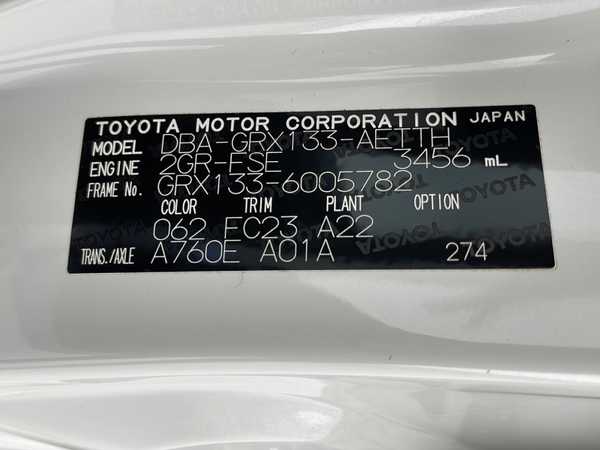 TOYOTA MOTOR CORPORATION JAPAN
MODEL DBA-GRX133-AETTH
ENGINE 2GR-FSE 3456 mL
FRAME No. GRX133-6005782
COLOR TRIM PLANT OPTION
062 FC23 A22
TRANS./AXLE A760E A01A 274